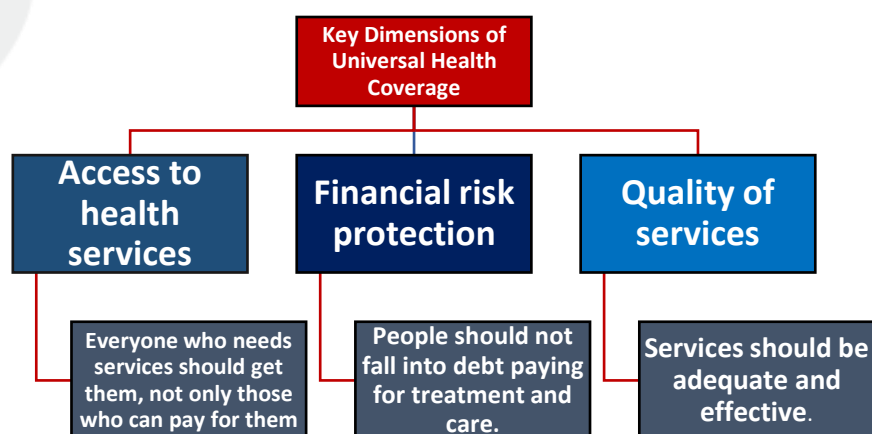 Key Dimensions of
Universal Health
Coverage
Access to
health
services
Financial risk
protection
Quality of
services
Everyone who needs
services should get
them, not only those
who can pay for them
People should not
fall into debt paying
for treatment and
care.
Services should be
adequate and
effective.